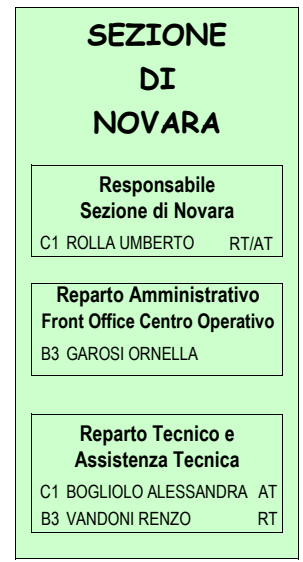 SEZIONE
DI
NOVARA
Responsabile
Sezione di Novara
C1 ROLLA UMBERTO RT/AT
Reparto Amministrativo
Front Office Centro Operativo
B3 GAROSI ORNELLA
Reparto Tecnico e
Assistenza Tecnica
C1 BOGLIOLO ALESSANDRA AT
B3 VANDONI RENZO RT